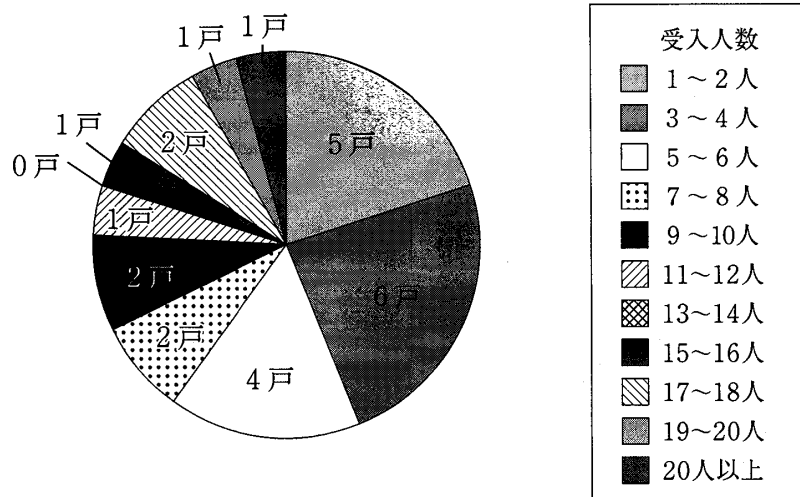 1戸
1戸
5戸
6戸
4戸
2戸
2戸
1戸
0戸
1戸
2戸
受入人数
1～2人
3～4人
5～6人
7～8人
9～10人
11～12人
13～14人
15～16人
17～18人
19～20人
20人以上